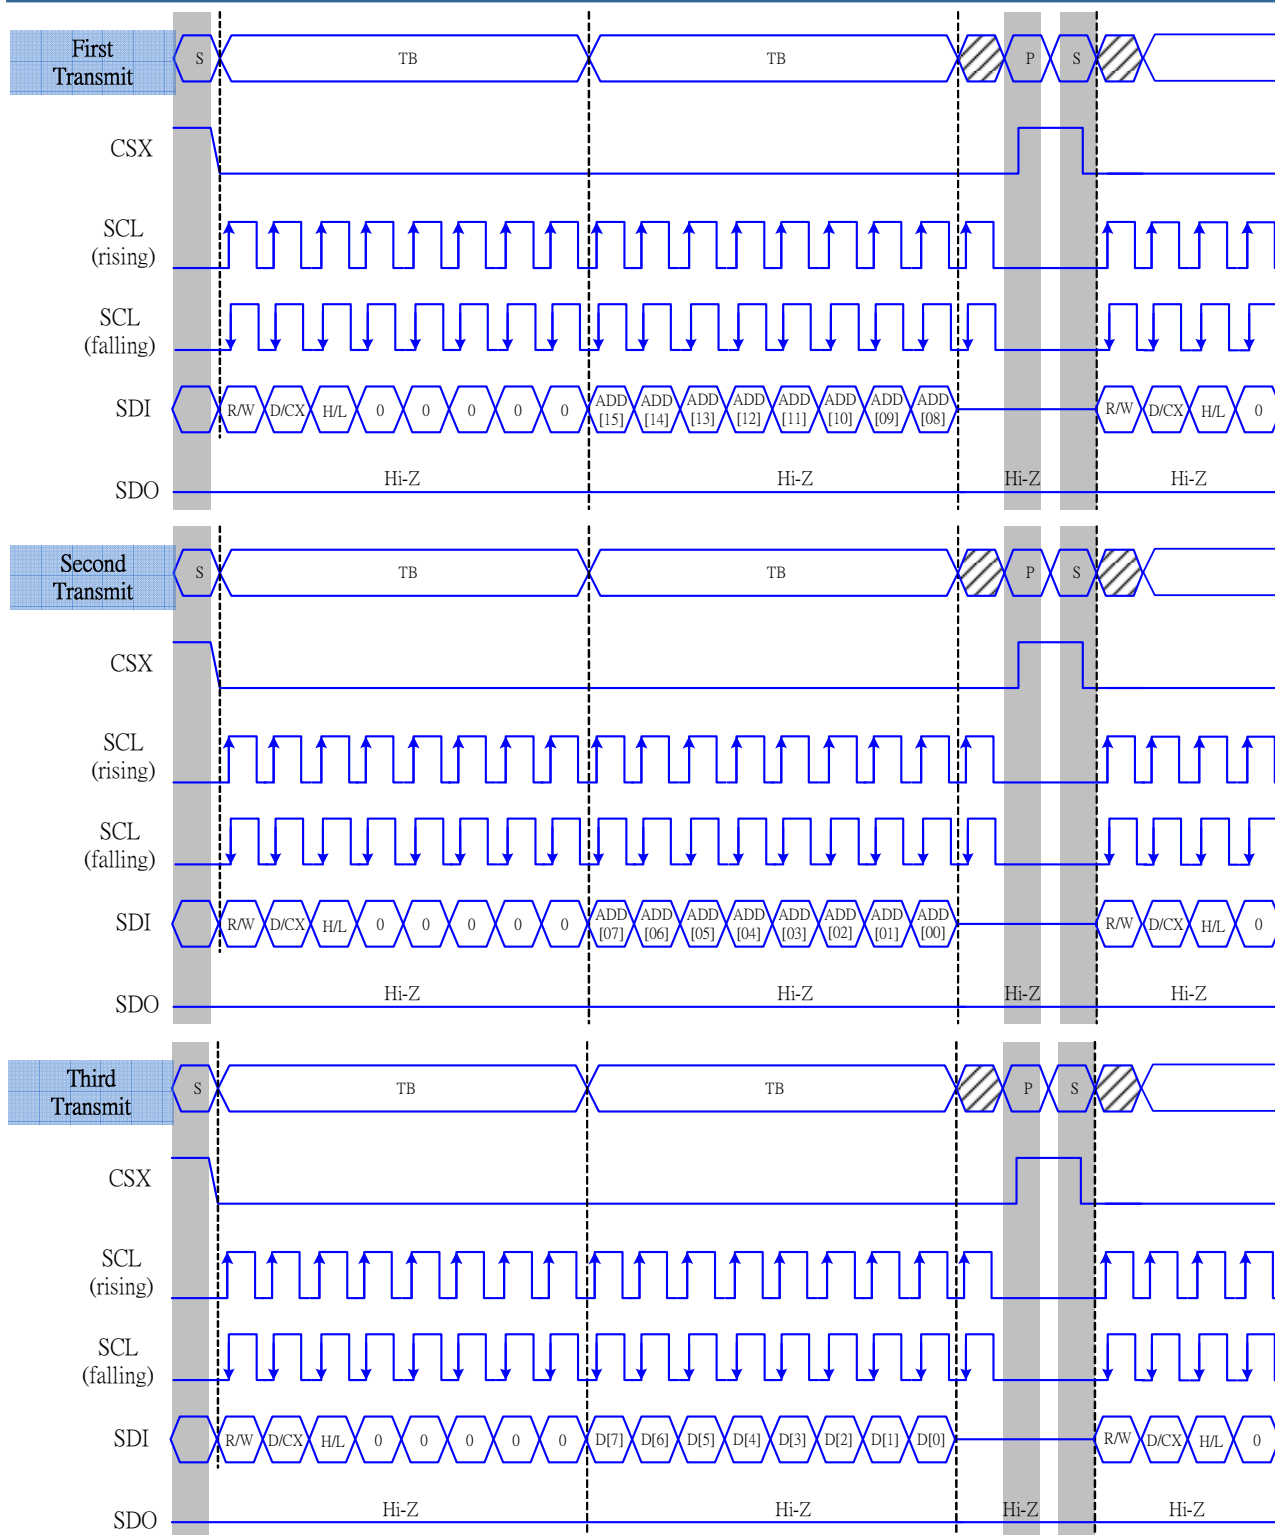 First
Transmit
S TB TB P S
CSX
SCL
(rising)
SCL
(falling)
SDI R/W D/CX H/L 0 0 0 0 0 ADD [15] ADD [14] ADD [13] ADD [12] ADD [11] ADD [10] ADD [09] ADD [08] R/W D/CX H/L 0
SDO Hi-Z Hi-Z Hi-Z Hi-Z
Second
Transmit
S TB TB P S
CSX
SCL
(rising)
SCL
(falling)
SDI R/W D/CX H/L 0 0 0 0 0 ADD [07] ADD [06] ADD [05] ADD [04] ADD [03] ADD [02] ADD [01] ADD [00] R/W D/CX H/L 0
SDO Hi-Z Hi-Z Hi-Z Hi-Z
Third
Transmit
S TB TB P S
CSX
SCL
(rising)
SCL
(falling)
SDI R/W D/CX H/L 0 0 0 0 0 D[7] D[6] D[5] D[4] D[3] D[2] D[1] D[0] R/W D/CX H/L 0
SDO Hi-Z Hi-Z Hi-Z Hi-Z